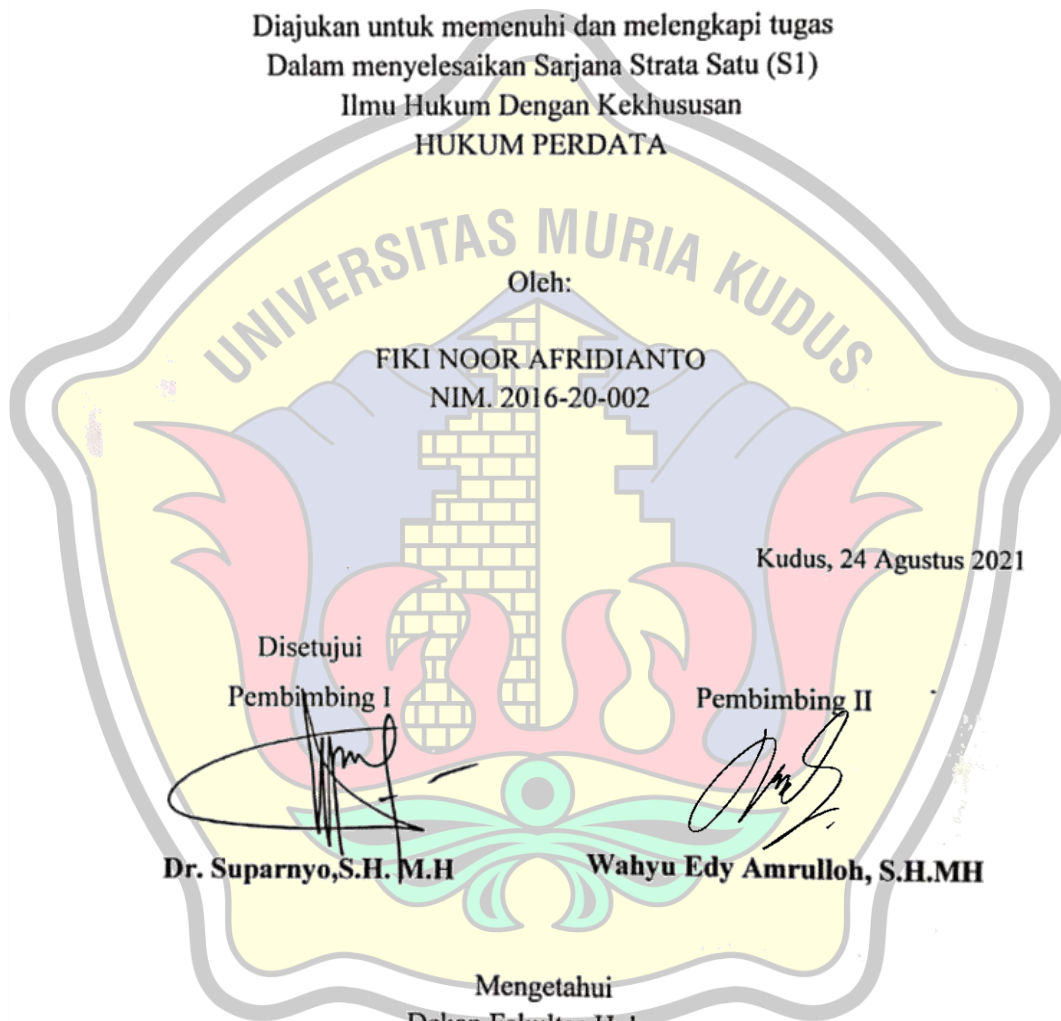 Diajukan untuk memenuhi dan melengkapi tugas
Dalam menyelesaikan Sarjana Strata Satu (S1)
Ilmu Hukum Dengan Kekhususan
HUKUM PERDATA
UNIVERSITAS MURIA KUDUS
Oleh:
FIKI NOOR AFRIDIANTO
NIM. 2016-20-002
Kudus, 24 Agustus 2021
Disetujui
Pembimbing I
Pembimbing II
Dr. Suparnyo,S.H. M.H
Wahyu Edy Amrulloh, S.H.MH
Mengetahui
Dekan Fakultas